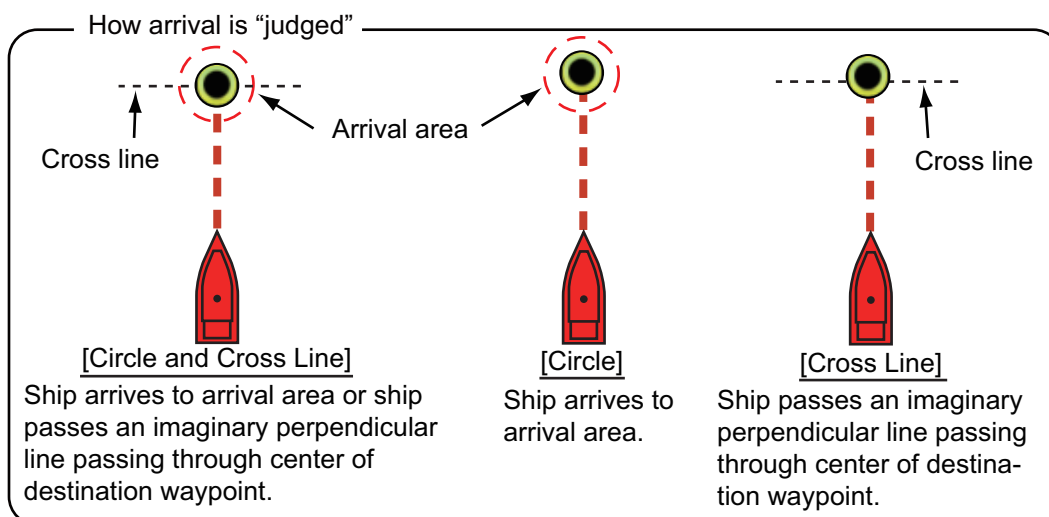 How arrival is “judged”
Cross line
Arrival area
Cross line
[Circle and Cross Line]
Ship arrives to arrival area or ship
passes an imaginary perpendicular
line passing through center of
destination waypoint.
[Circle]
Ship arrives to
arrival area.
[Cross Line]
Ship passes an imaginary
perpendicular line passing
through center of destina-
tion waypoint.